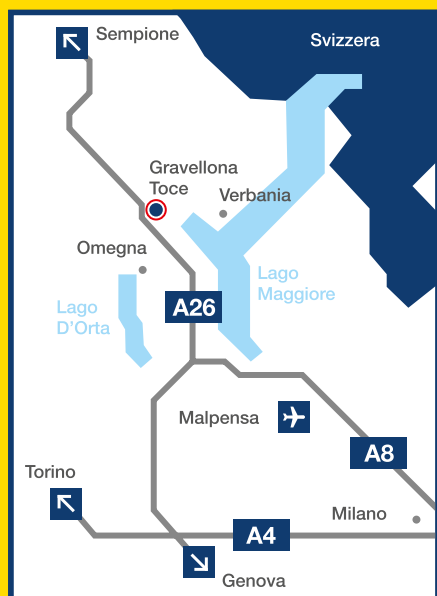 Sempione
Svizzera
Gravellona
Toce
Verbania
Omegna
Lago
Maggiore
Lago
D'Orta
A26
Malpensa
A8
Torino
Milano
A4
Genova